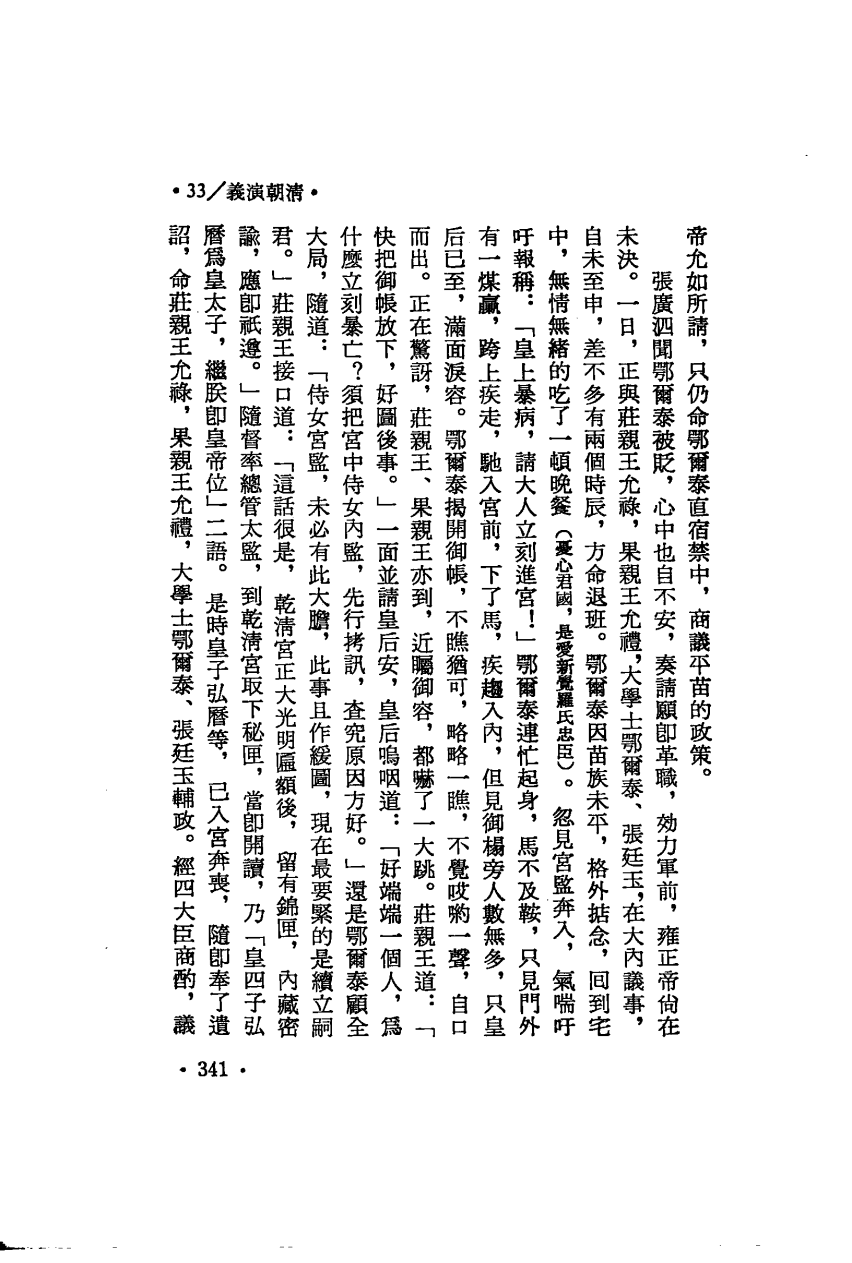 •33／義演朝清•
帝允如所請，只仍命鄂爾泰直宿禁中，商議平苗的政策。
張廣泗聞鄂爾泰被貶，心中也自不安，奏請願卽革職，効力軍前，雍正帝尙在
未決。一日，正與莊親王允祿，果親王允禮，大學士鄂爾泰、張廷玉，在大內議事，
自未至申，差不多有兩個時辰，方命退班。鄂爾泰因苗族未平，格外掂念，回到宅
中，無情無緒的吃了一頓晚餐（憂心君國，是愛新覺羅氏忠臣）。忽見宮監奔入，氣喘吁
吁報稱：「皇上暴病，請大人立刻進宮！」鄂爾泰連忙起身，馬不及鞍，只見門外
有一煤驘，跨上疾走，馳入宮前，下了馬，疾趨入內，但見御榻旁人數無多，只皇
后已至，滿面淚容。鄂爾泰揭開御帳，不瞧猶可，略略一瞧，不覺哎喲一聲，自口
而出。正在驚訝，莊親王、果親王亦到，近矚御容，都嚇了一大跳。莊親王道：「
快把御帳放下，好圖後事。」一面並請皇后安，皇后嗚咽道：「好端端一個人，爲
什麼立刻暴亡？須把宮中侍女內監，先行拷訊，查究原因方好。」還是鄂爾泰顧全
大局，隨道：「侍女宮監，未必有此大膽，此事且作緩圖，現在最要緊的是續立嗣
君。」莊親王接口道：「這話很是，乾淸宮正大光明匾額後，留有錦匣，內藏密
諭，應卽祇遵。」隨督率總管太監，到乾淸宮取下秘匣，當卽開讀，乃「皇四子弘
曆爲皇太子，繼朕卽皇帝位」二語。是時皇子弘曆等，已入宮奔喪，隨卽奉了遺
詔，命莊親王允祿，果親王允禮，大學士鄂爾泰、張廷玉輔政。經四大臣商酌，議
•341•